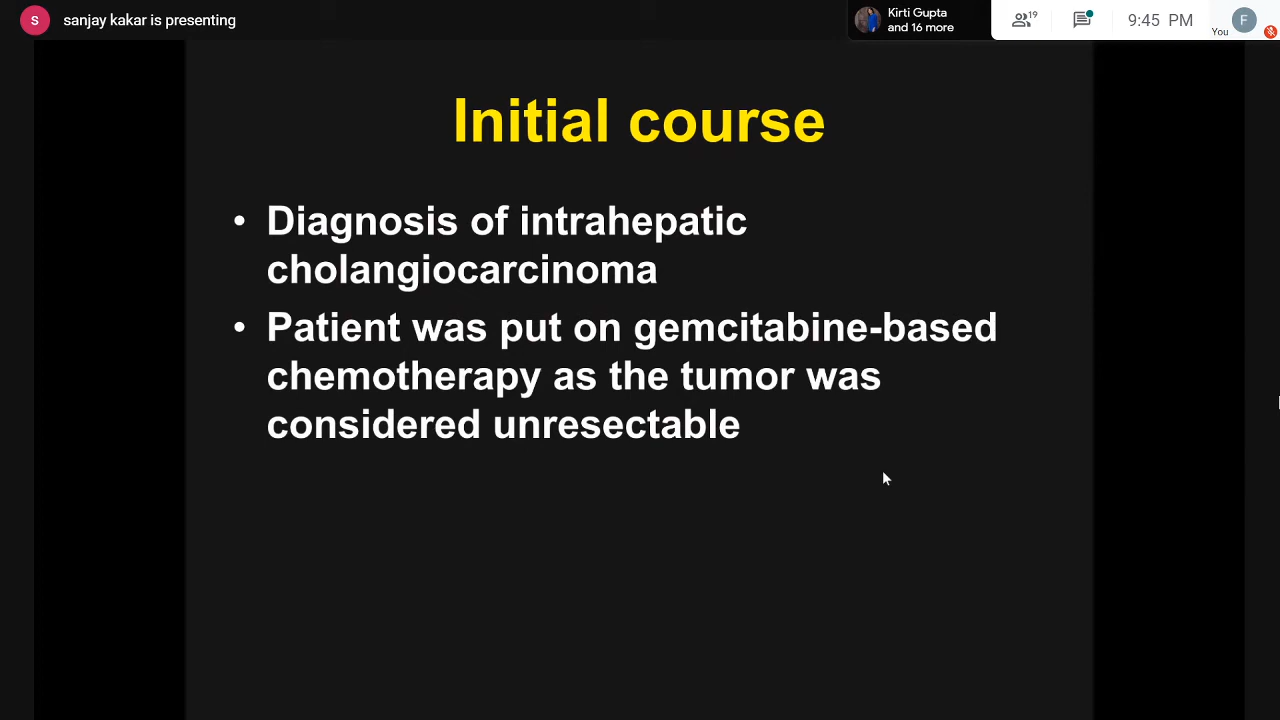 S sanjay kakar is presenting
Kirti Gupta
and 16 more
19
9:45 PM
You
F
Initial course
• Diagnosis of intrahepatic
cholangiocarcinoma
• Patient was put on gemcitabine-based
chemotherapy as the tumor was
considered unresectable